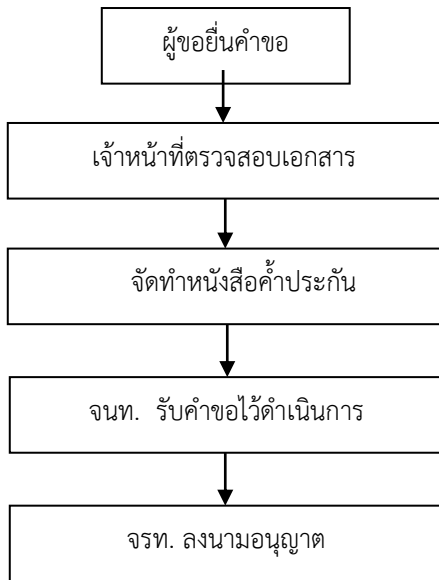 ผู้ขอยื่นคำขอ
เจ้าหน้าที่ตรวจสอบเอกสาร
จัดทำหนังสือค้ำประกัน
จนท.  รับคำขอไว้ดำเนินการ
จรท. ลงนามอนุญาต